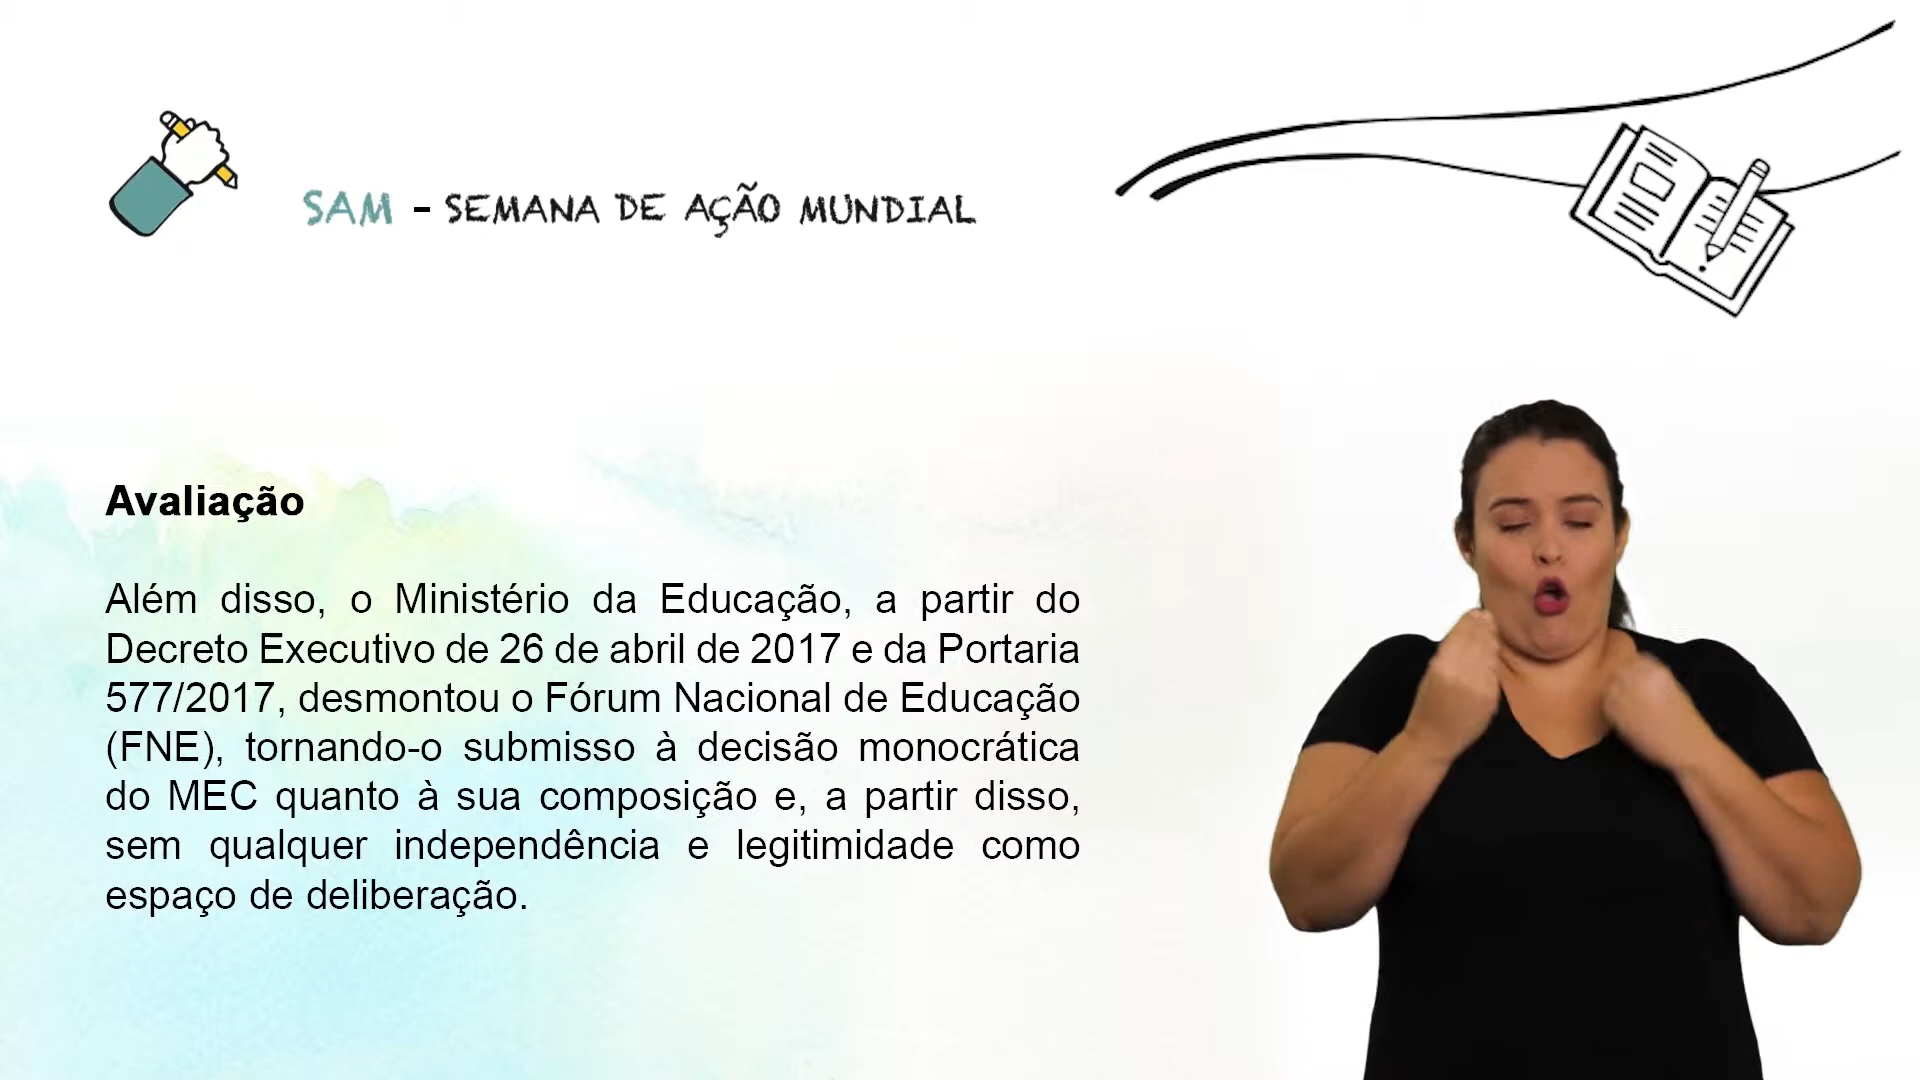 SAM - SEMANA DE AÇÃO MUNDIAL
Avaliação
Além disso, o Ministério da Educação, a partir do
Decreto Executivo de 26 de abril de 2017 e da Portaria
577/2017, desmontou o Fórum Nacional de Educação
(FNE), tornando-o submisso à decisão monocrática
do MEC quanto à sua composição e, a partir disso,
sem qualquer independência e legitimidade como
espaço de deliberação.